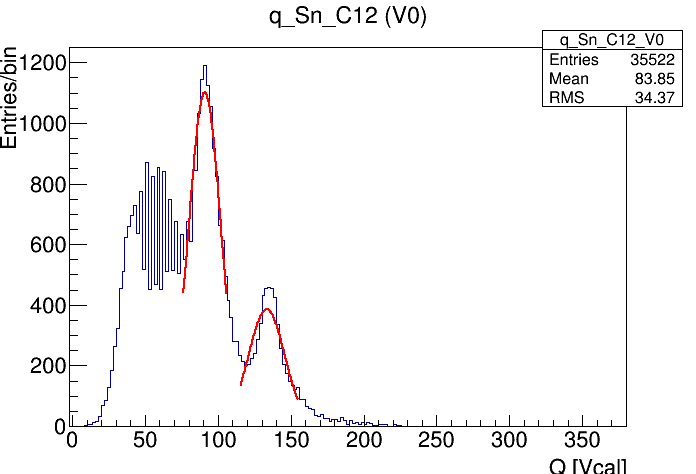 q_Sn_C12 (V0)
q_Sn_C12_V0
Entries 35522
Mean 83.85
RMS 34.37
Entries/bin
1200
1000
800
600
400
200
0
0 50 100 150 200 250 300 350
Q [Vcal]